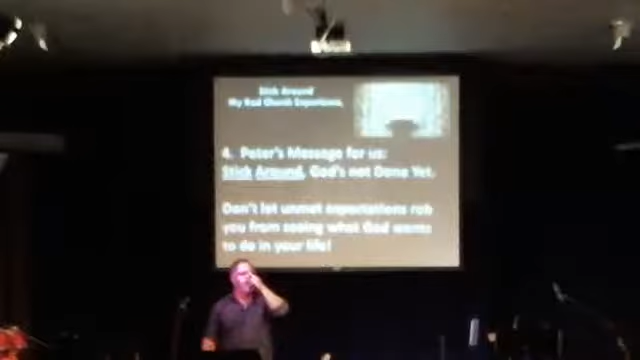 Stick Around
My Bad Church Experience,
4. Peter's Message for us:
Stick Around, God's not Done Yet.
Don't let unmet expectations rob
you from seeing what God wants
to do in your life!